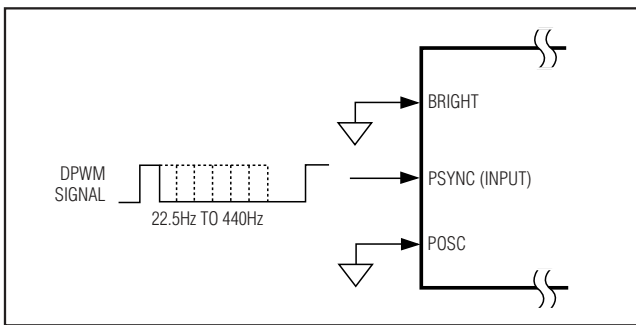 BRIGHT
DPWM
SIGNAL
PSYNC (INPUT)
22.5Hz TO 440Hz
POSC